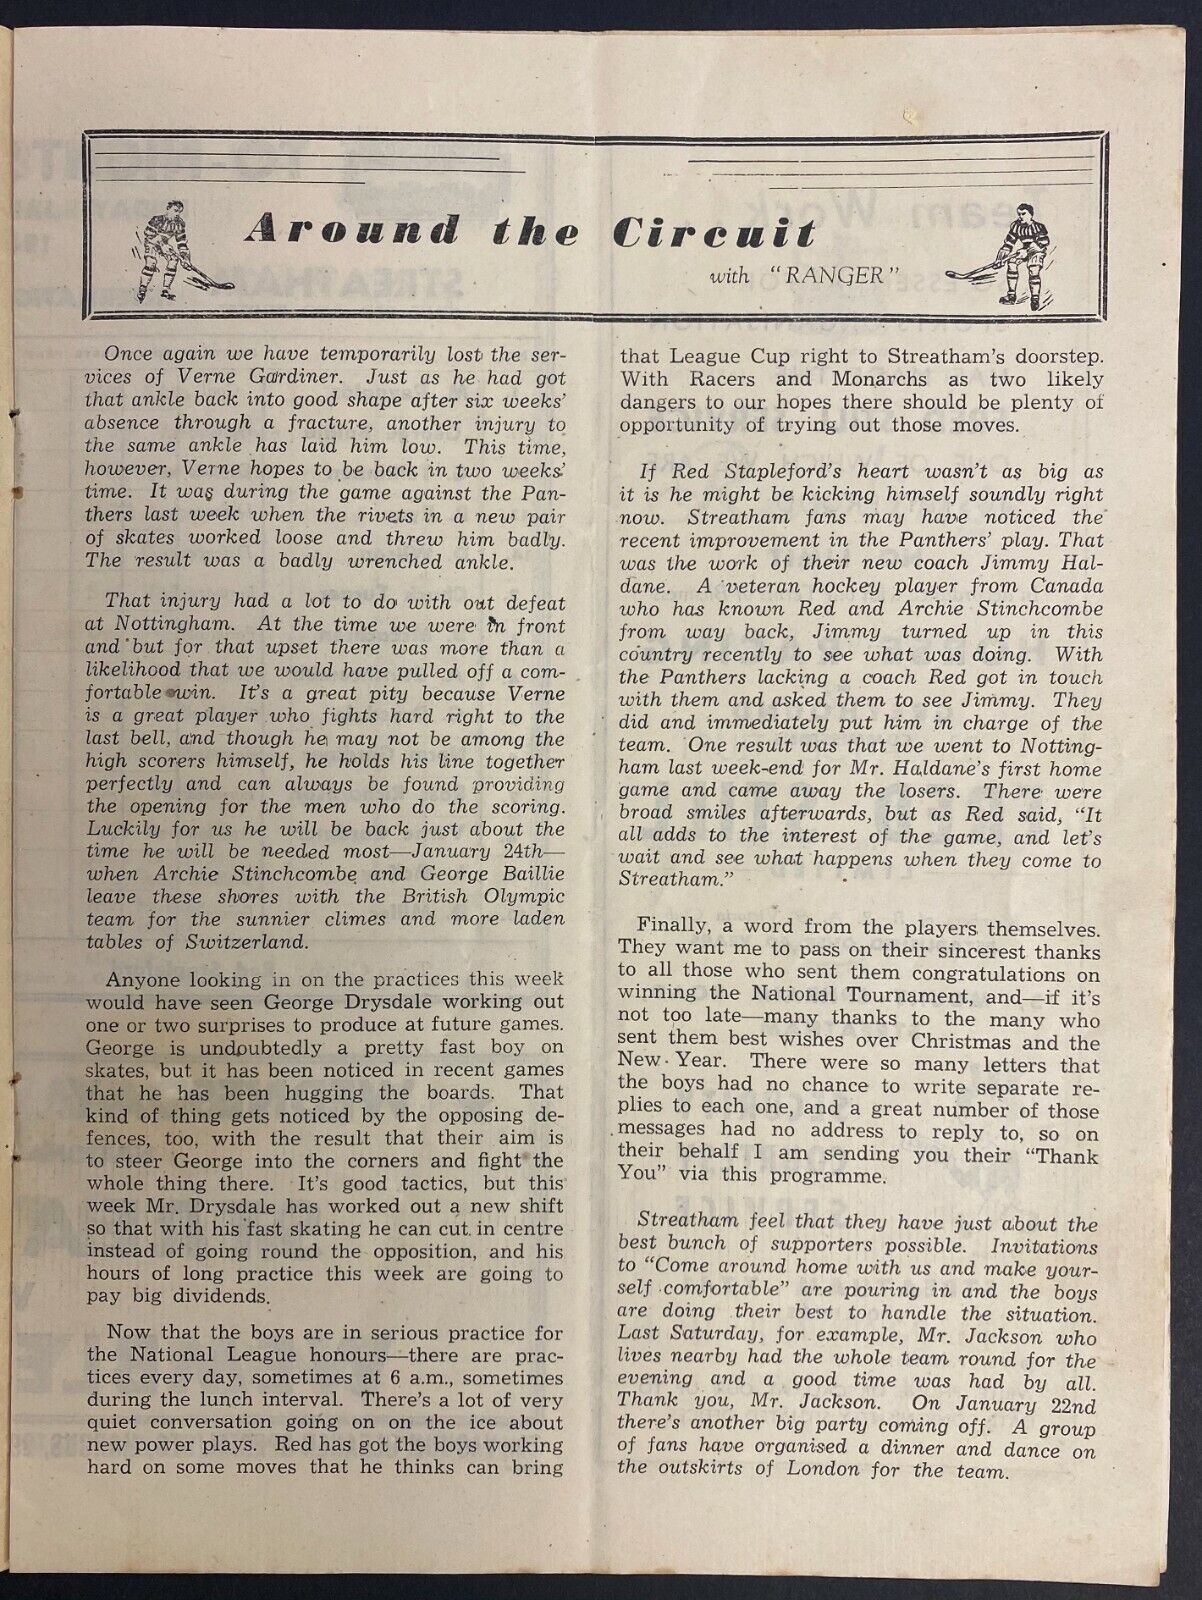 Around the Circuit
with "RANGER"
Once again we have temporarily lost the ser-
vices of Verne Gardiner. Just as he had got
that ankle back into good shape after six weeks'
absence through a fracture, another injury to
the same ankle has laid him low. This time,
however, Verne hopes to be back in two weeks'
time. It was during the game against the Pan-
thers last week when the rivets in a new pair
of skates worked loose and threw him badly.
The result was a badly wrenched ankle.
That injury had a lot to do with out defeat
at Nottingham. At the time we were in front
and but for that upset there was more than a
likelihood that we would have pulled off a com-
fortable win. It's a great pity because Verne
is a great player who fights hard right to the
last bell, and though he may not be among the
high scorers himself, he holds his line together
perfectly and can always be found providing
the opening for the men who do the scoring.
Luckily for us he will be back just about the
time he will be needed most—January 24th—
when Archie Stinchcombe and George Baillie
leave these shores with the British Olympic
team for the sunnier climes and more laden
tables of Switzerland.
Anyone looking in on the practices this week
would have seen George Drysdale working out
one or two surprises to produce at future games.
George is undoubtedly a pretty fast boy on
skates, but it has been noticed in recent games
that he has been hugging the boards. That
kind of thing gets noticed by the opposing de-
fences, too, with the result that their aim is
to steer George into the corners and fight the
whole thing there. It's good tactics, but this
week Mr. Drysdale has worked out a new shift
so that with his fast skating he can cut in centre
instead of going round the opposition, and his
hours of long practice this week are going to
pay big dividends.
Now that the boys are in serious practice for
the National League honours—there are prac-
tices every day, sometimes at 6 a.m., sometimes
during the lunch interval. There's a lot of very
quiet conversation going on on the ice about
new power plays. Red has got the boys working
hard on some moves that he thinks can bring
that League Cup right to Streatham's doorstep.
With Racers and Monarchs as two likely
dangers to our hopes there should be plenty of
opportunity of trying out those moves.
If Red Stapleford's heart wasn't as big as
it is he might be kicking himself soundly right
now. Streatham fans may have noticed the
recent improvement in the Panthers' play. That
was the work of their new coach Jimmy Hal-
dane. A veteran hockey player from Canada
who has known Red and Archie Stinchcombe
from way back, Jimmy turned up in this
country recently to see what was doing. With
the Panthers lacking a coach Red got in touch
with them and asked them to see Jimmy. They
did and immediately put him in charge of the
team. One result was that we went to Notting-
ham last week-end for Mr. Haldane's first home
game and came away the losers. There were
broad smiles afterwards, but as Red said, "It
all adds to the interest of the game, and let's
wait and see what happens when they come to
Streatham."
Finally, a word from the players themselves.
They want me to pass on their sincerest thanks
to all those who sent them congratulations on
winning the National Tournament, and—if it's
not too late—many thanks to the many who
sent them best wishes over Christmas and the
New Year. There were so many letters that
the boys had no chance to write separate re-
plies to each one, and a great number of those
messages had no address to reply to, so on
their behalf I am sending you their "Thank
You" via this programme.
Streatham feel that they have just about the
best bunch of supporters possible. Invitations
to "Come around home with us and make your-
self comfortable" are pouring in and the boys
are doing their best to handle the situation.
Last Saturday, for example, Mr. Jackson who
lives nearby had the whole team round for the
evening and a good time was had by all.
Thank you, Mr. Jackson. On January 22nd
there's another big party coming off. A group
of fans have organised a dinner and dance on
the outskirts of London for the team.